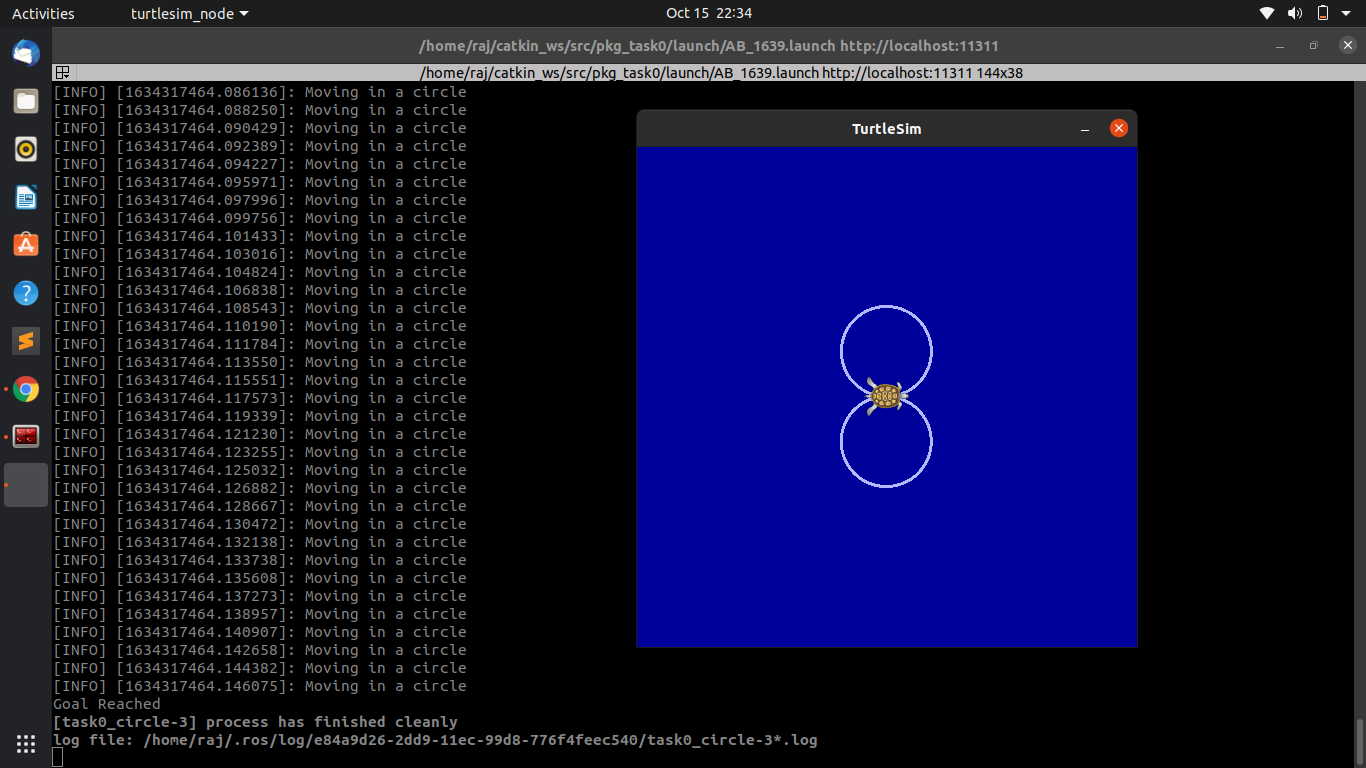 Activities turtlesim_node Oct 15 22:34
/home/raj/catkin_ws/src/pkg_task0/launch/AB_1639.launch http://localhost:11311
/home/raj/catkin_ws/src/pkg_task0/launch/AB_1639.launch http://localhost:11311 144x38
[INFO] [1634317464.086136]: Moving in a circle
[INFO] [1634317464.088250]: Moving in a circle
[INFO] [1634317464.090429]: Moving in a circle
[INFO] [1634317464.092389]: Moving in a circle
[INFO] [1634317464.094227]: Moving in a circle
[INFO] [1634317464.095971]: Moving in a circle
[INFO] [1634317464.097996]: Moving in a circle
[INFO] [1634317464.099756]: Moving in a circle
[INFO] [1634317464.101433]: Moving in a circle
[INFO] [1634317464.103016]: Moving in a circle
[INFO] [1634317464.104824]: Moving in a circle
[INFO] [1634317464.106838]: Moving in a circle
[INFO] [1634317464.108543]: Moving in a circle
[INFO] [1634317464.110190]: Moving in a circle
[INFO] [1634317464.111784]: Moving in a circle
[INFO] [1634317464.113550]: Moving in a circle
[INFO] [1634317464.115551]: Moving in a circle
[INFO] [1634317464.117573]: Moving in a circle
[INFO] [1634317464.119339]: Moving in a circle
[INFO] [1634317464.121230]: Moving in a circle
[INFO] [1634317464.123255]: Moving in a circle
[INFO] [1634317464.125032]: Moving in a circle
[INFO] [1634317464.126882]: Moving in a circle
[INFO] [1634317464.128667]: Moving in a circle
[INFO] [1634317464.130472]: Moving in a circle
[INFO] [1634317464.132138]: Moving in a circle
[INFO] [1634317464.133738]: Moving in a circle
[INFO] [1634317464.135608]: Moving in a circle
[INFO] [1634317464.137273]: Moving in a circle
[INFO] [1634317464.138957]: Moving in a circle
[INFO] [1634317464.140907]: Moving in a circle
[INFO] [1634317464.142658]: Moving in a circle
[INFO] [1634317464.144382]: Moving in a circle
[INFO] [1634317464.146075]: Moving in a circle
Goal Reached
[task0_circle-3] process has finished cleanly
log file: /home/raj/.ros/log/e84a9d26-2dd9-11ec-99d8-776f4feec540/task0_circle-3*.log
TurtleSim